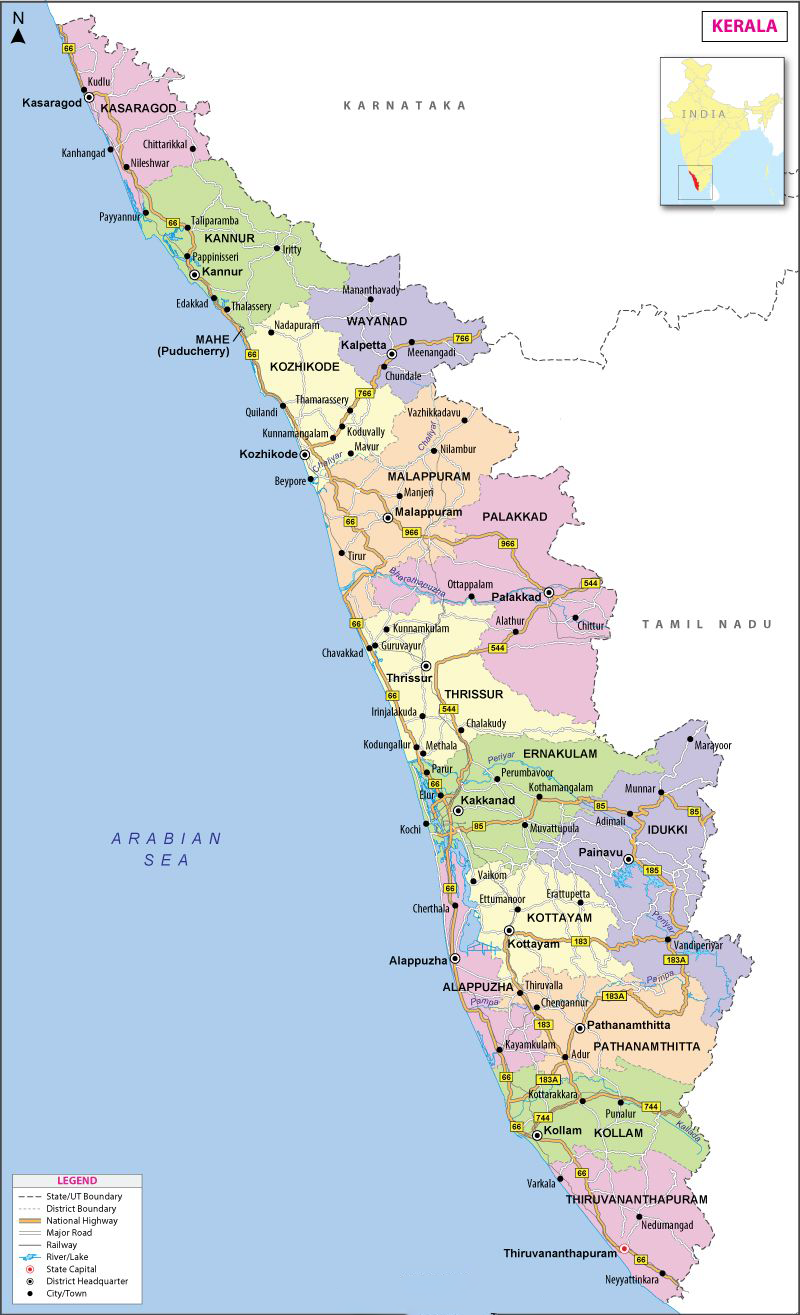 N
KERALA
66
Kudlu
Kasaragod
KASARAGOD
KARNATAKA
INDIA
Kanhangad
Chittarikkal
Nileshwar
Payyannur
66
Taliparamba
KANNUR
Iritty
Pappinisseri
Kannur
Edakkad
Thalassery
Mananthavady
WAYANAD
MAHE
(Puducherry)
Nadapuram
Kalpetta
766
Meenangadi
66
KOZHIKODE
Chundale
766
Thamarassery
Quilandi
Vazhikkadavu
Kunnamangalam
Koduvally
Chaliyar
Mavur
Nilambur
Kozhikode
Chaliyar
Beypore
MALAPPURAM
Manjeri
Malappuram
PALAKKAD
66
966
966
Tirur
Bharathapuzha
Ottappalam
544
Palakkad
Chittur
TAMIL NADU
66
Kunnamkulam
Alathur
Chavakkad
Guruvayur
544
Thrissur
66
THRISSUR
Irinjalakuda
544
Chalakudy
Kodungallur
Methala
ERNAKULAM
Marayoor
Periyar
Parur
Perumbavoor
66
Kothamangalam
Munnar
Elur
Kakkanad
85
85
Adimali
Kochi
85
Muvattupula
IDUKKI
ARABIAN
SEA
Painavu
185
Vaikom
66
Ettumanoor
Erattupetta
Cherthala
KOTTAYAM
Periyar
Kottayam
183
Vandiperiyar
Alappuzha
183A
Pampa
ALAPPUZHA
Thiruvalla
183A
Pampa
Chengannur
183
Pathanamthitta
Kayamkulam
PATHANAMTHITTA
Adur
66
183A
Kottarakkara
744
Punalur
744
66
Kollam
KOLLAM
Kallada
66
Varkala
THIRUVANANTHAPURAM
Nedumangad
Thiruvananthapuram
66
Neyyattinkara
LEGEND
State/UT Boundary
District Boundary
National Highway
Major Road
Railway
River/Lake
State Capital
District Headquarter
City/Town